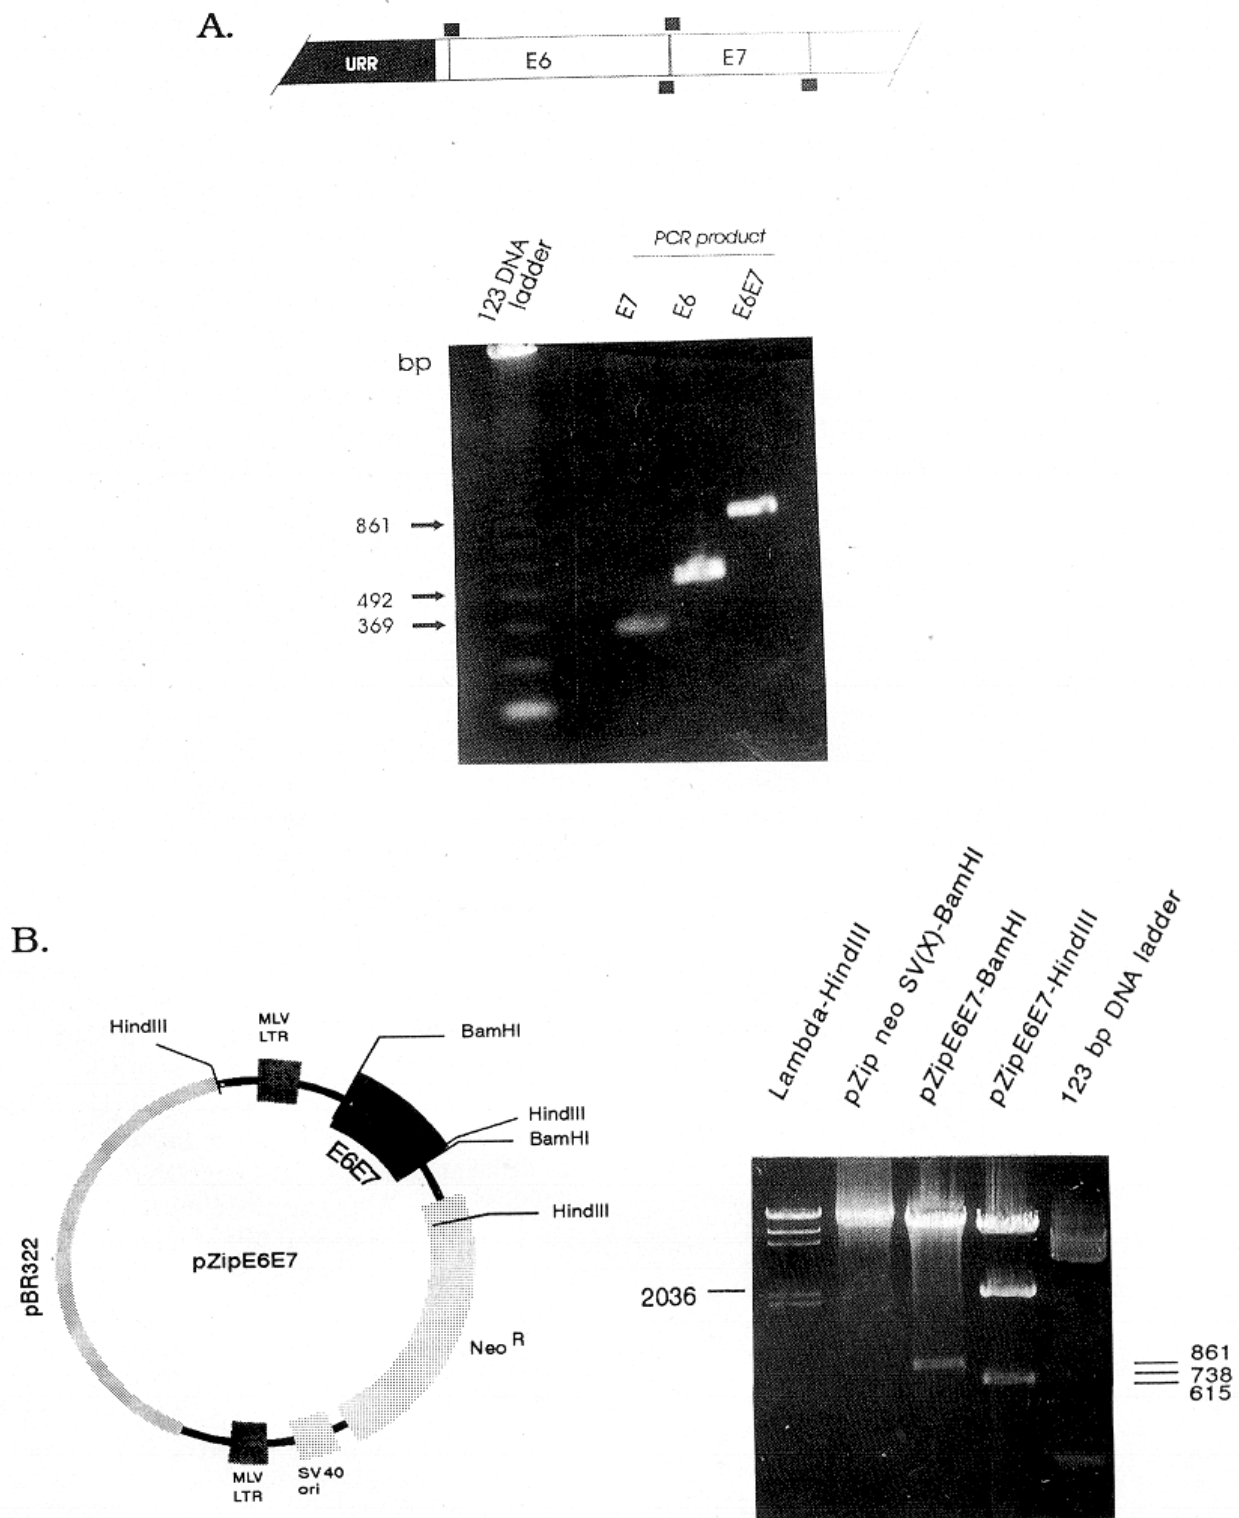 A.
URR
E6
E7
PCR product
123 DNA
ladder
E7
E6
E6E7
bp
861
492
369
B.
Lambda-HindIII
pZip neo SV(X)-BamHI
pZipE6E7-BamHI
pZipE6E7-HindIII
123 bp DNA ladder
HindIII
MLV
LTR
BamHI
HindIII
BamHI
E6E7
HindIII
pZipE6E7
pBR322
Neo R
MLV
LTR
SV40
ori
2036
861
738
615